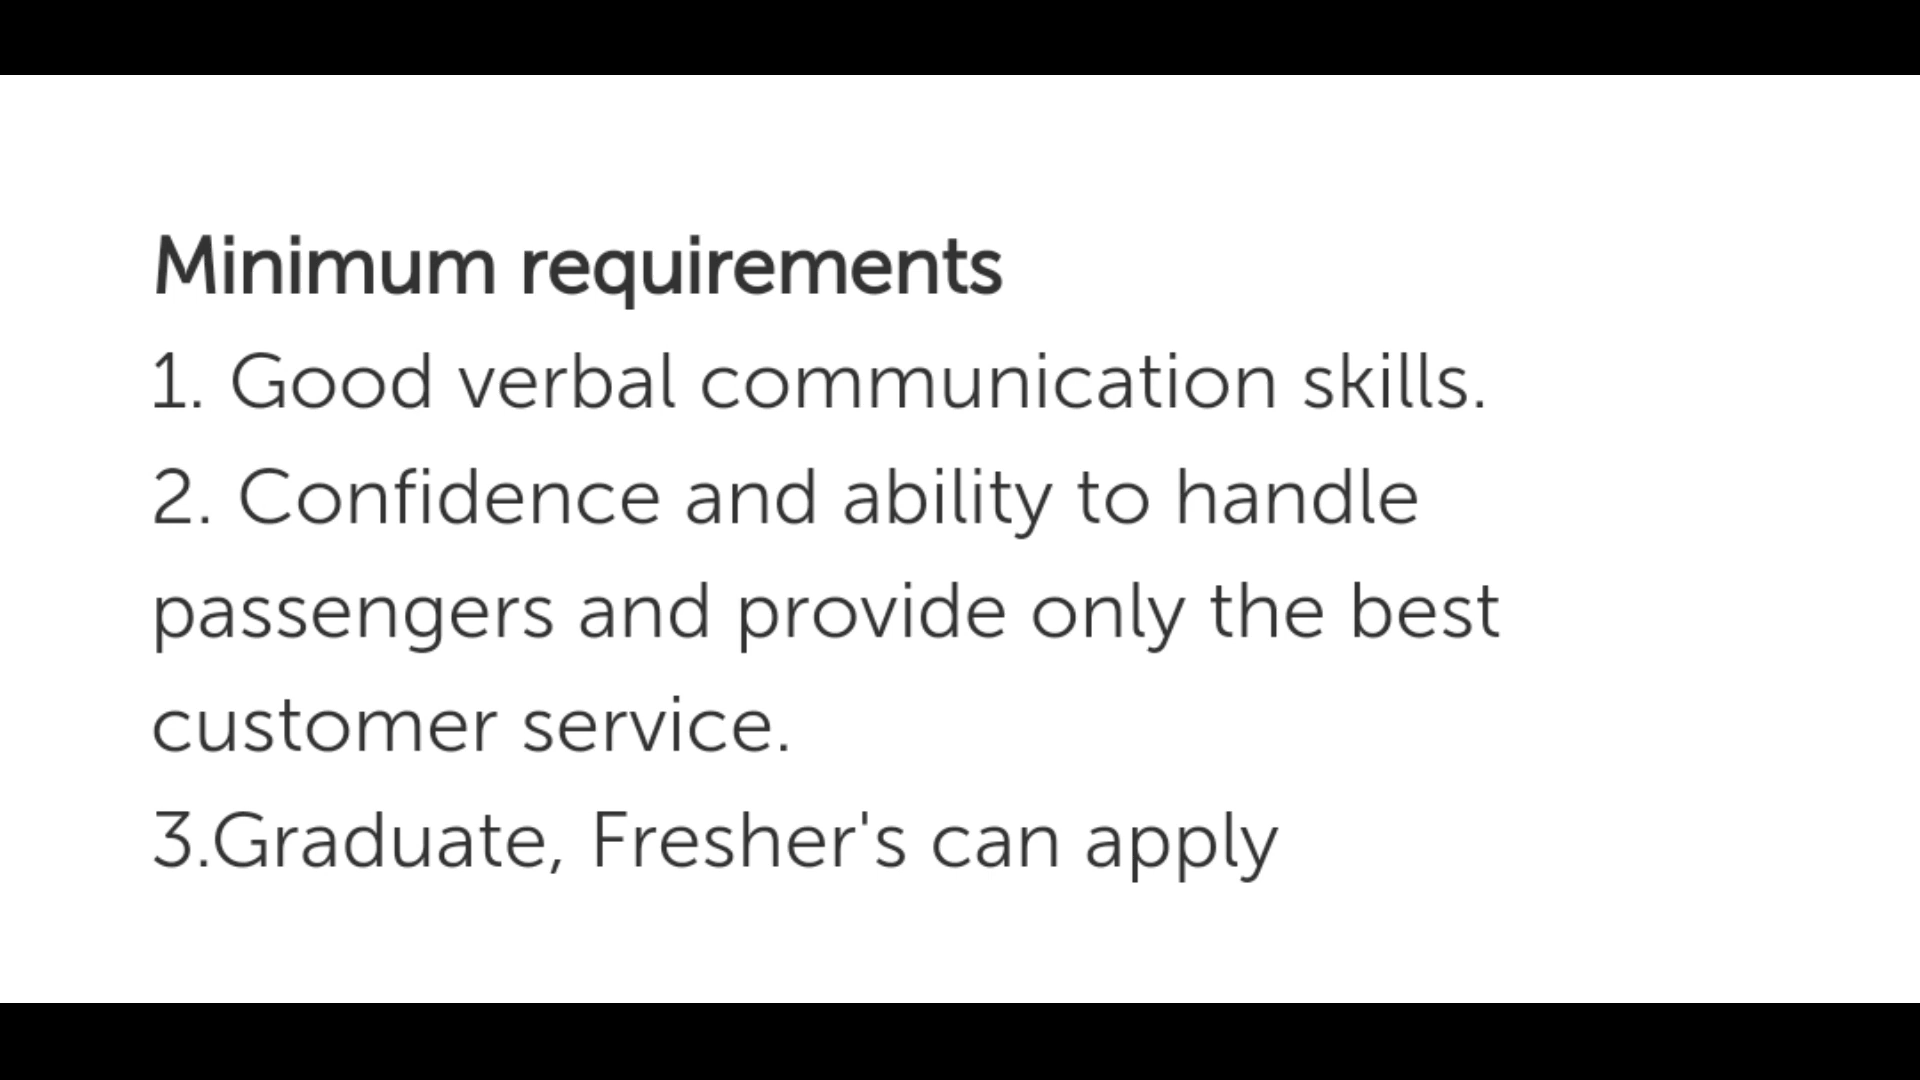 Minimum requirements
1. Good verbal communication skills.
2. Confidence and ability to handle
passengers and provide only the best
customer service.
3.Graduate, Fresher's can apply